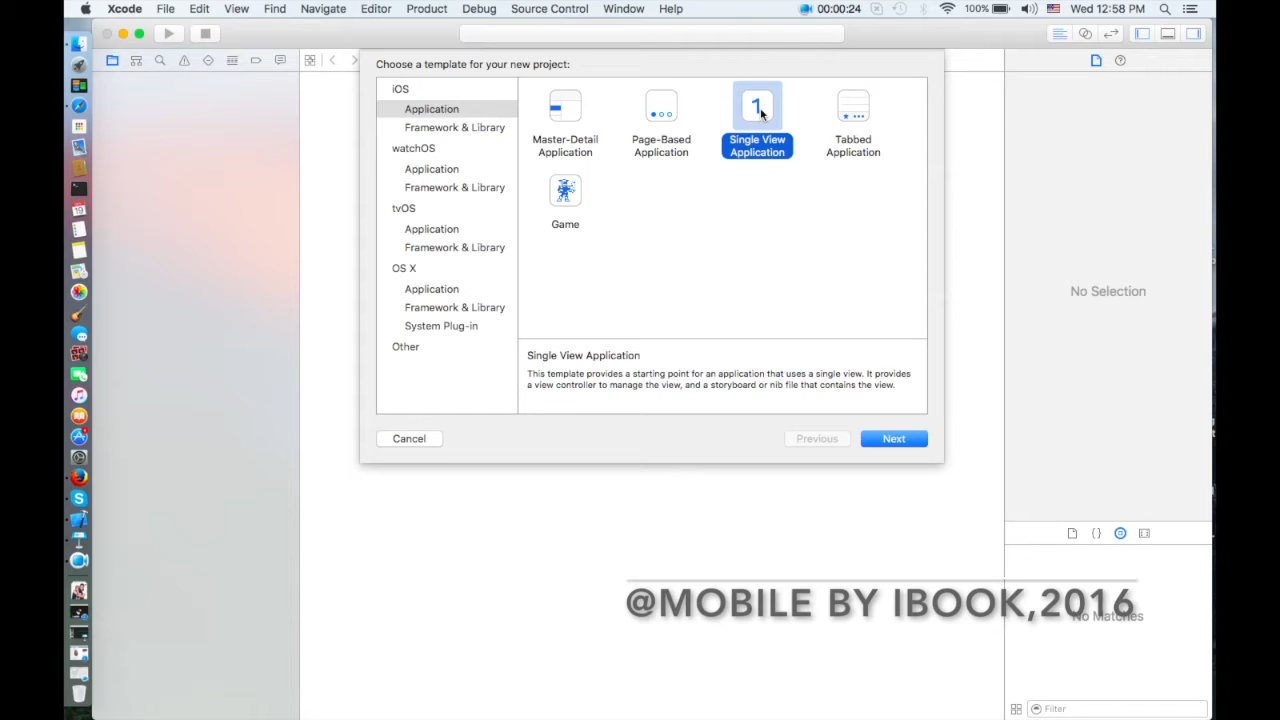 Xcode File Edit View Find Navigate Editor Product Debug Source Control Window Help 00:00:24 100% Wed 12:58 PM
Choose a template for your new project:
iOS
Application
Framework & Library
watchOS
Application
Framework & Library
tvOS
Application
Framework & Library
OS X
Application
Framework & Library
System Plug-in
Other
Master-Detail
Application
Page-Based
Application
1
Single View
Application
Tabbed
Application
Game
Single View Application
This template provides a starting point for an application that uses a single view. It provides
a view controller to manage the view, and a storyboard or nib file that contains the view.
Cancel
Previous
Next
No Selection
@MOBILE BY IBOOK,2016
No Matches
Filter